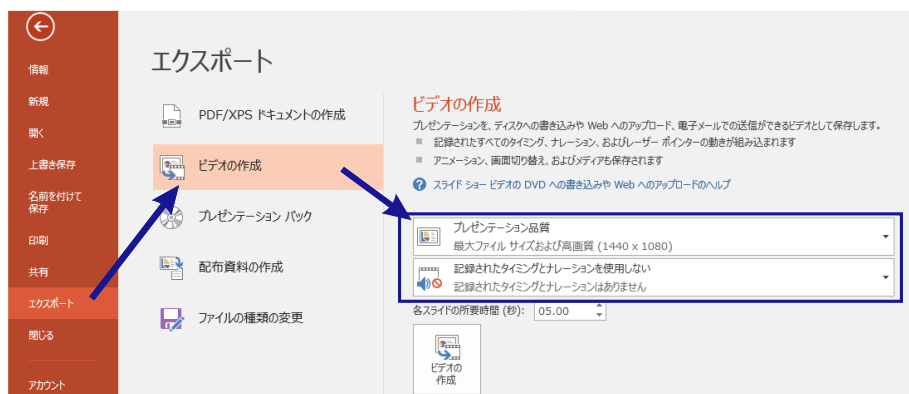 情報
新規
開く
上書き保存
名前を付けて
保存
印刷
共有
エクスポート
閉じる
アカウント
エクスポート
PDF/XPS ドキュメントの作成
ビデオの作成
プレゼンテーション パック
配布資料の作成
ファイルの種類の変更
ビデオの作成
プレゼンテーションを、ディスクへの書き込みや Web へのアップロード、電子メールでの送信ができるビデオとして保存します。
記録されたすべてのタイミング、ナレーション、およびレーザー ポインターの動きが組み込まれます
アニメーション、画面切り替え、およびメディアも保存されます
スライド ショー ビデオの DVD への書き込みや Web へのアップロードのヘルプ
プレゼンテーション品質
最大ファイル サイズおよび高画質 (1440 x 1080)
記録されたタイミングとナレーションを使用しない
記録されたタイミングとナレーションはありません
各スライドの所要時間 (秒): 05.00
ビデオの
作成